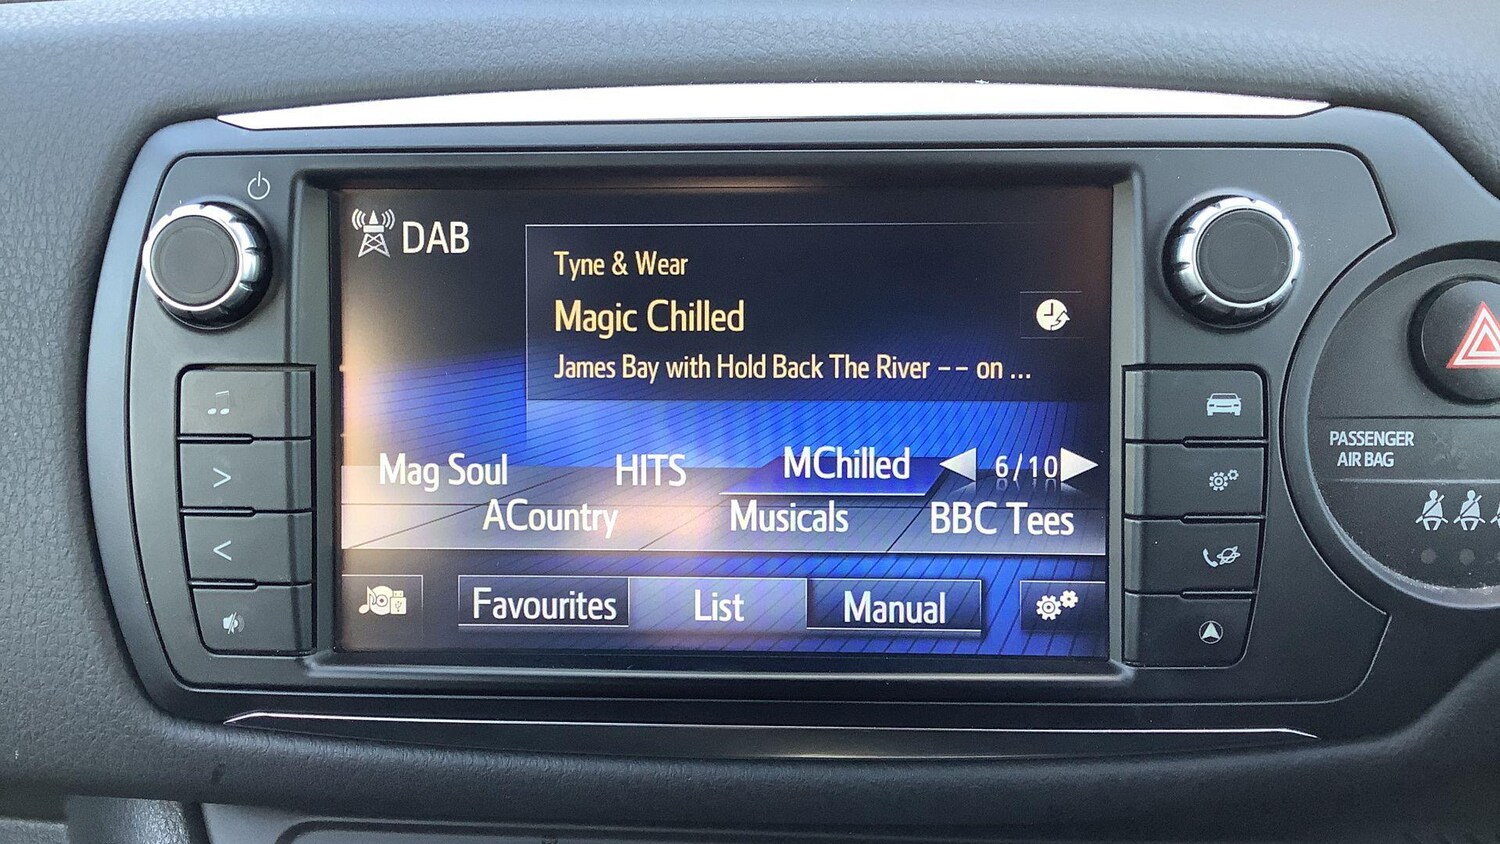 DAB
Tyne & Wear
Magic Chilled
James Bay with Hold Back The River -- on ...
Mag Soul HITS MChilled 6/10
ACountry Musicals BBC Tees
Favourites List Manual
PASSENGER
AIR BAG